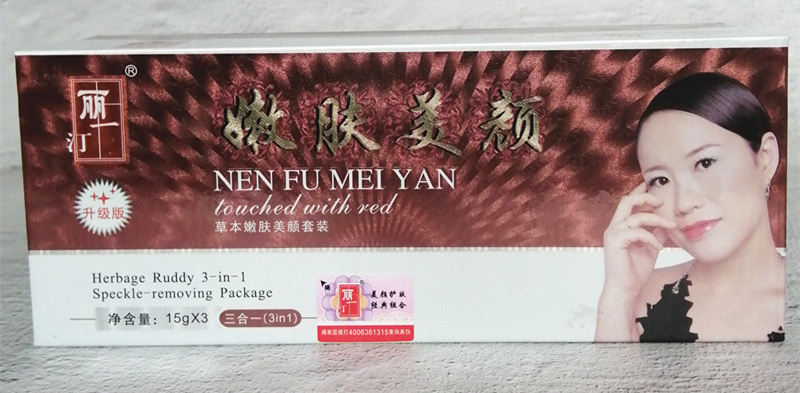 ®
丽
汀
嫩肤美颜
NEN FU MEI YAN
touched with red
草本嫩肤美颜套装
升级版
Herbage Ruddy 3-in-1
Speckle-removing Package
净含量: 15gX3 三合一(3in1)
丽
美颜护肤
经典组合
4006361315